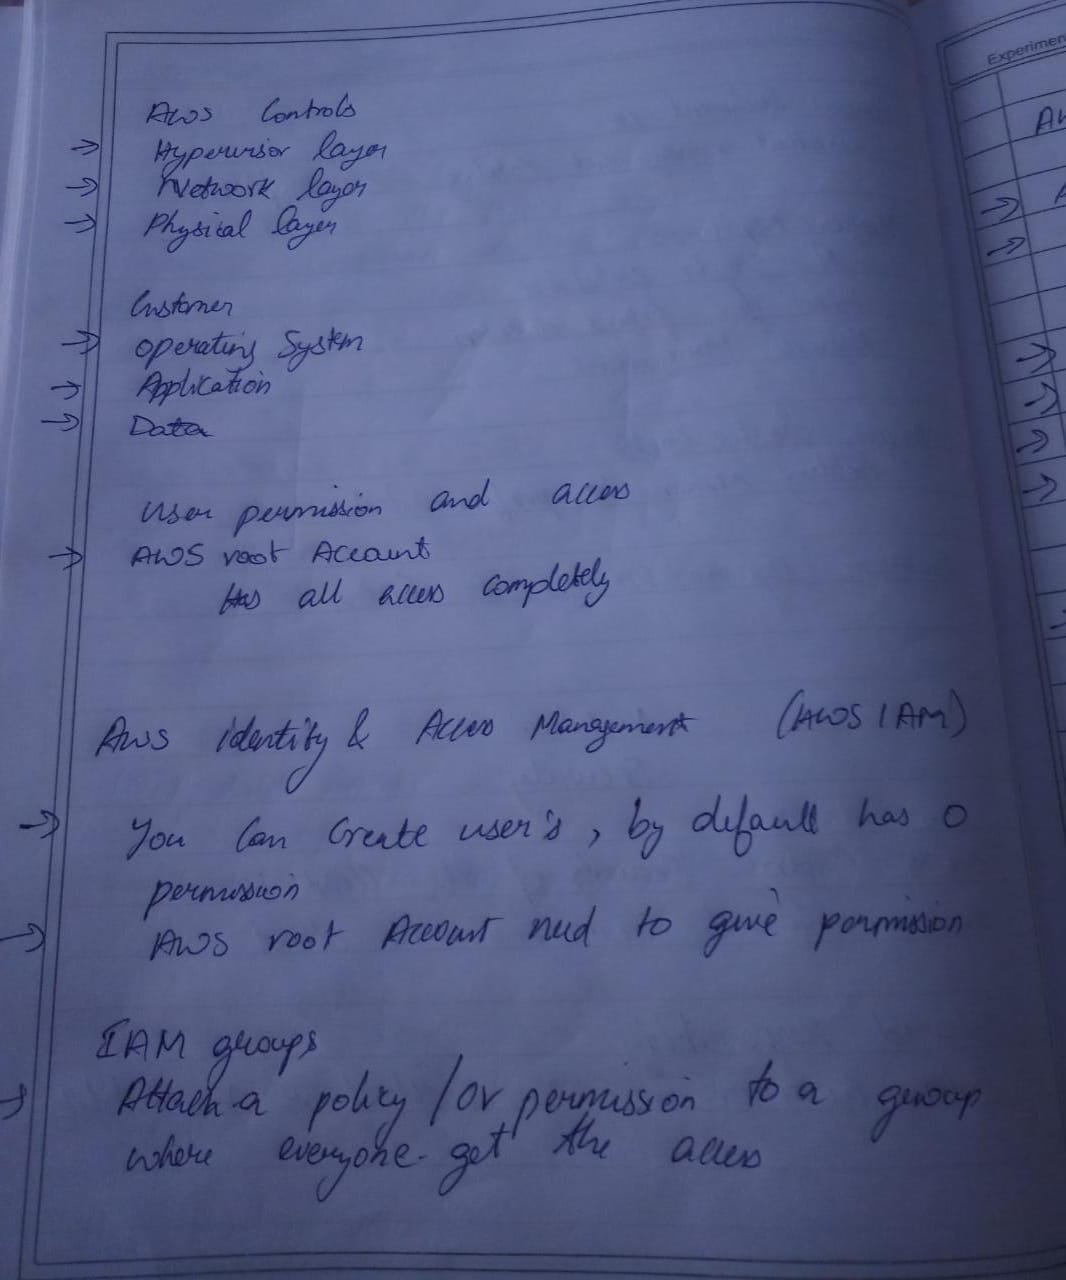 AWS Controls
→ Hypervisor layer
→ Network layer
→ Physical layer
Customer
→ Operating System
→ Application
→ Data
User permission and access
→ AWS root Account
Has all access completely
Aws identity & Access Management (AWS IAM)
→ You Can Create user's, by default has 0
permission
→ AWS root Account need to give permission
IAM groups
→ Attach a policy / or permission to a group
where everyone get the access
Experimen